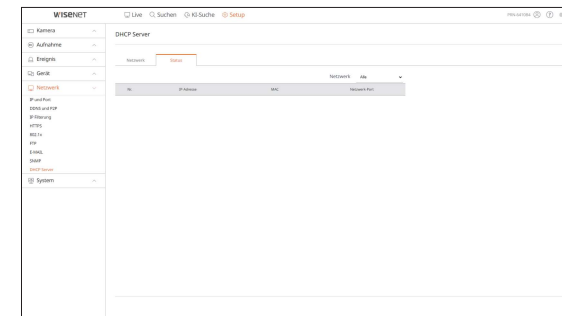 WISENET
Live Suchen KI-Suche Setup
Kamera
DHCP Server
Aufnahme
Ereignis
Netzwerk Status
Gerät
Netzwerk Alle
Netzwerk
Nr. IP-Adresse MAC Netzwerk-Port
IP und Port
DDNS und P2P
IP Filterung
HTTPS
802.1x
FTP
E-MAIL
SNMP
DHCP Server
System